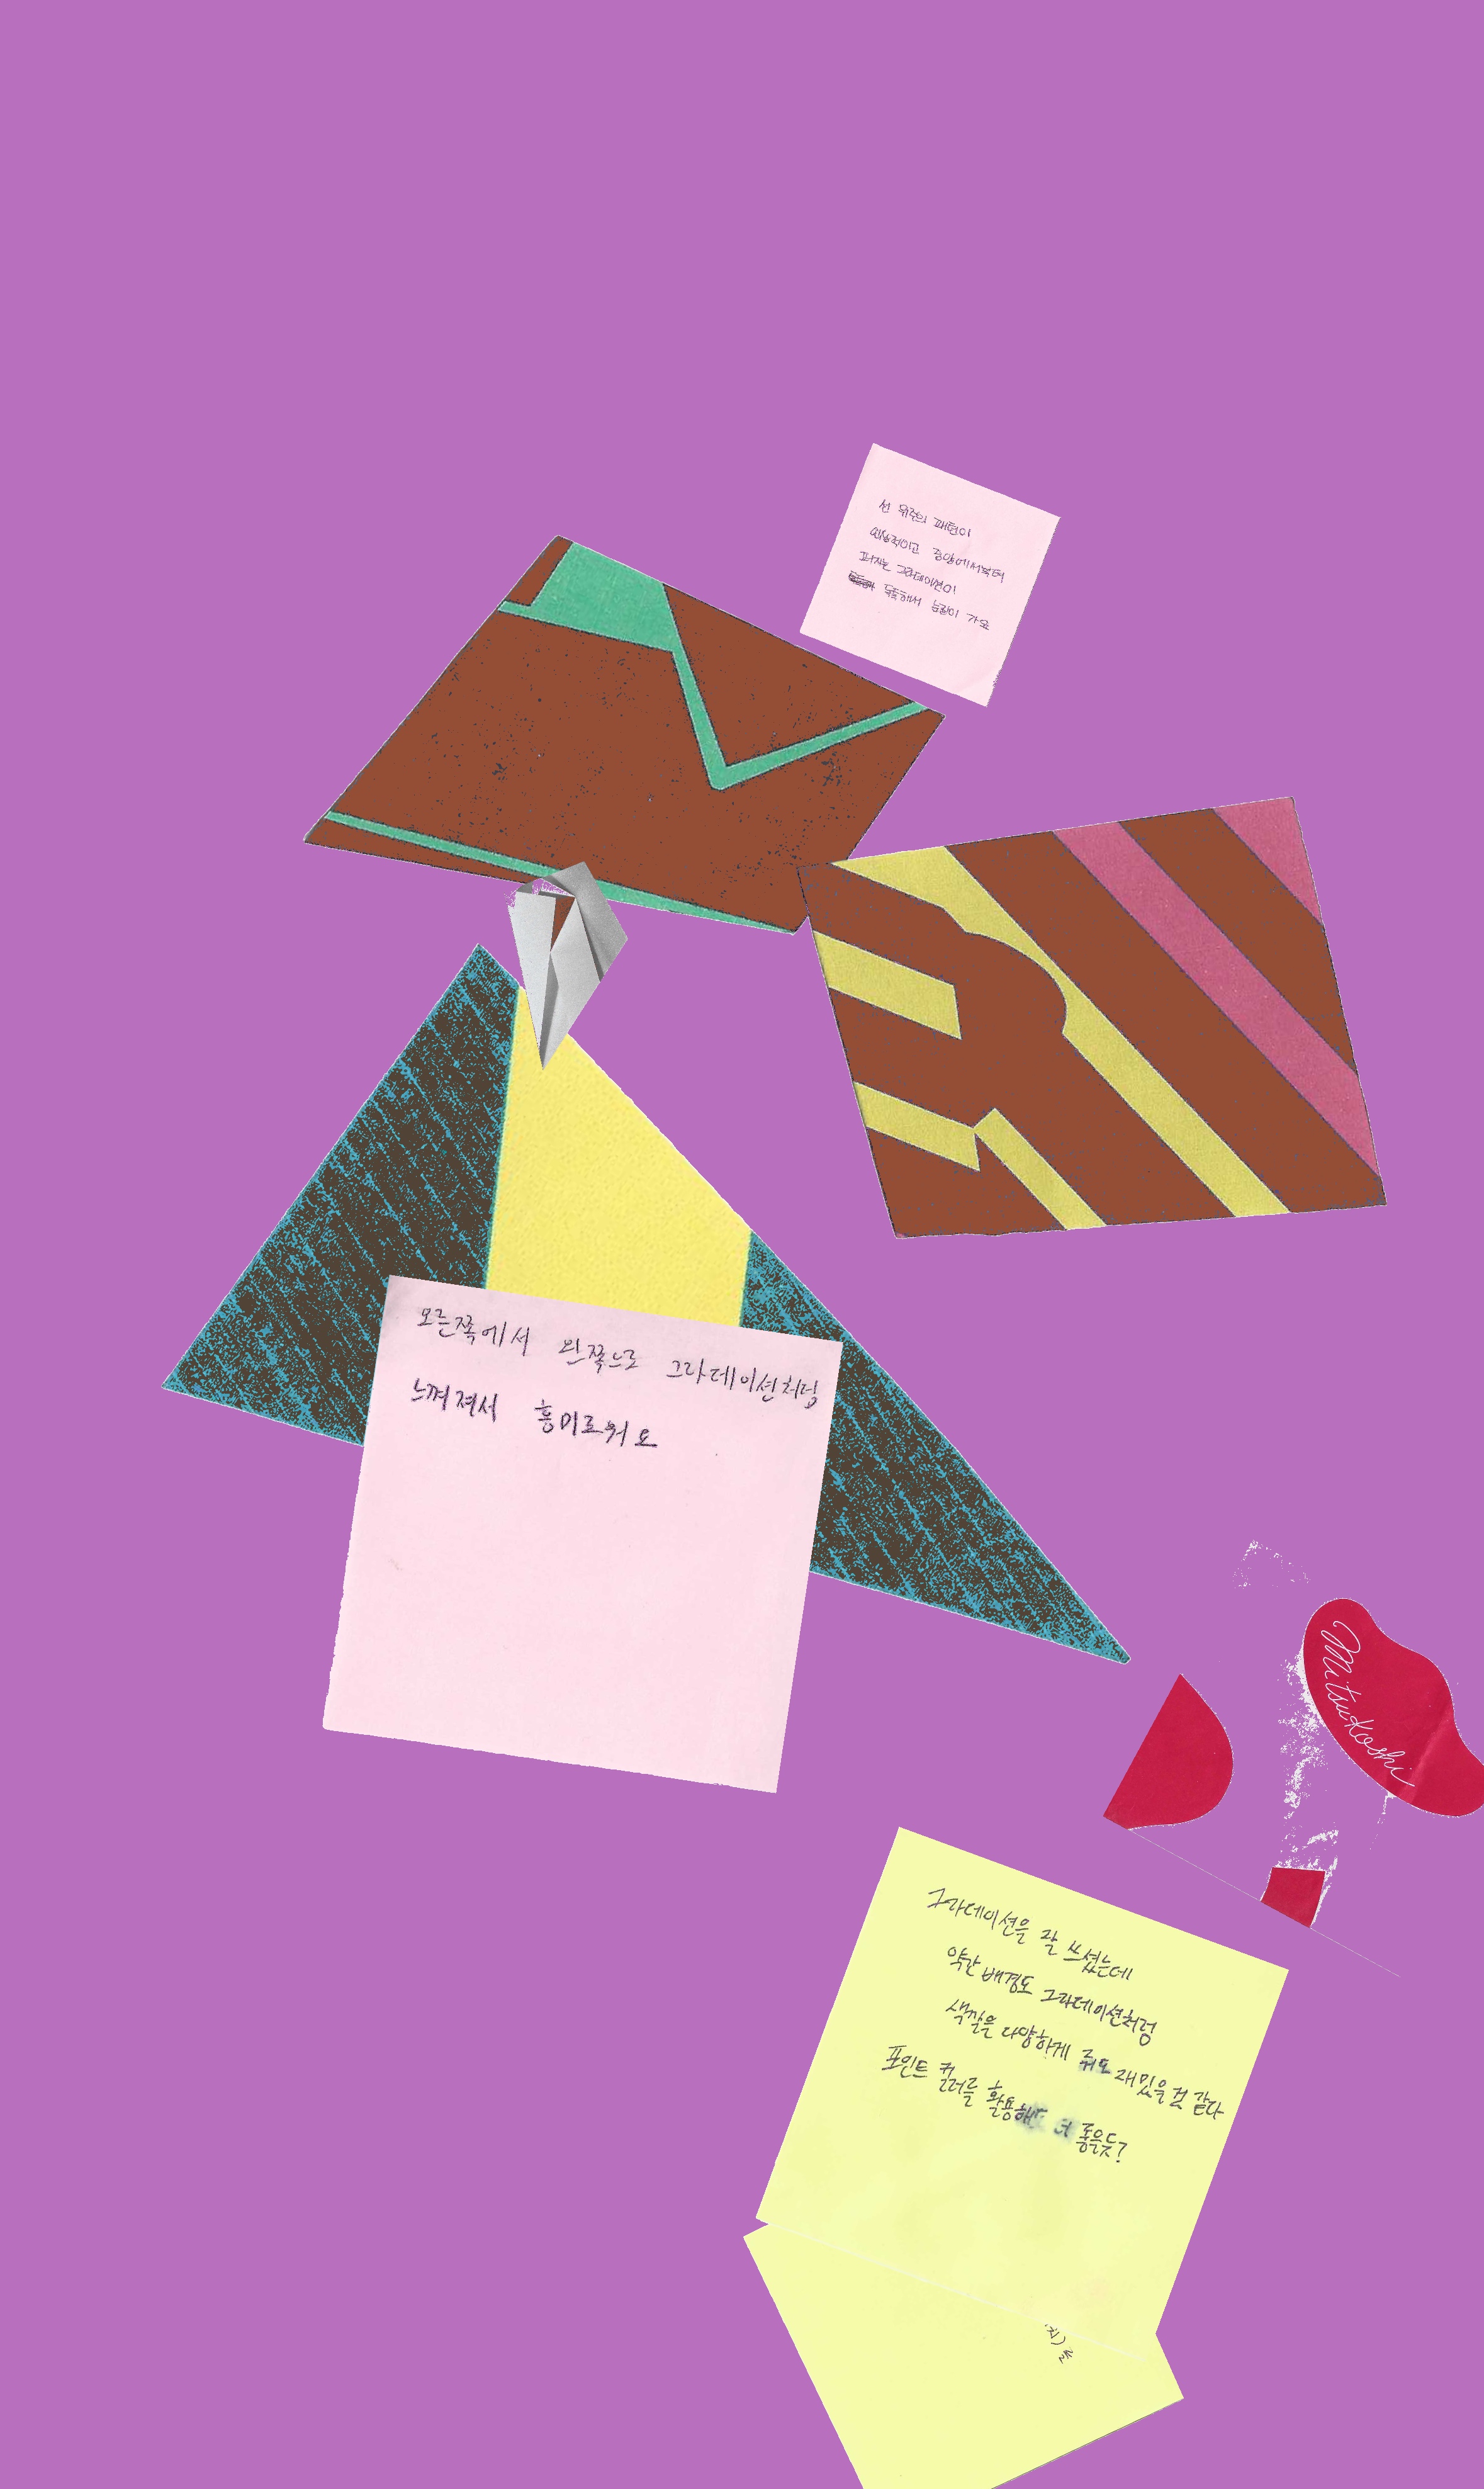 선 위주의 패턴이
인상적이고 중앙에서부터
퍼지는 그라데이션이
독특해서 눈길이 가요
오른쪽에서 왼쪽으로 그라데이션처럼
느껴져서 흥미로워요
Mitsukoshi
그라데이션을 잘 쓰셨는데
약간 배경도 그라데이션처럼
색깔을 다양하게 줘도 재밌을 것 같다
포인트 컬러를 활용해도 더 좋을듯?